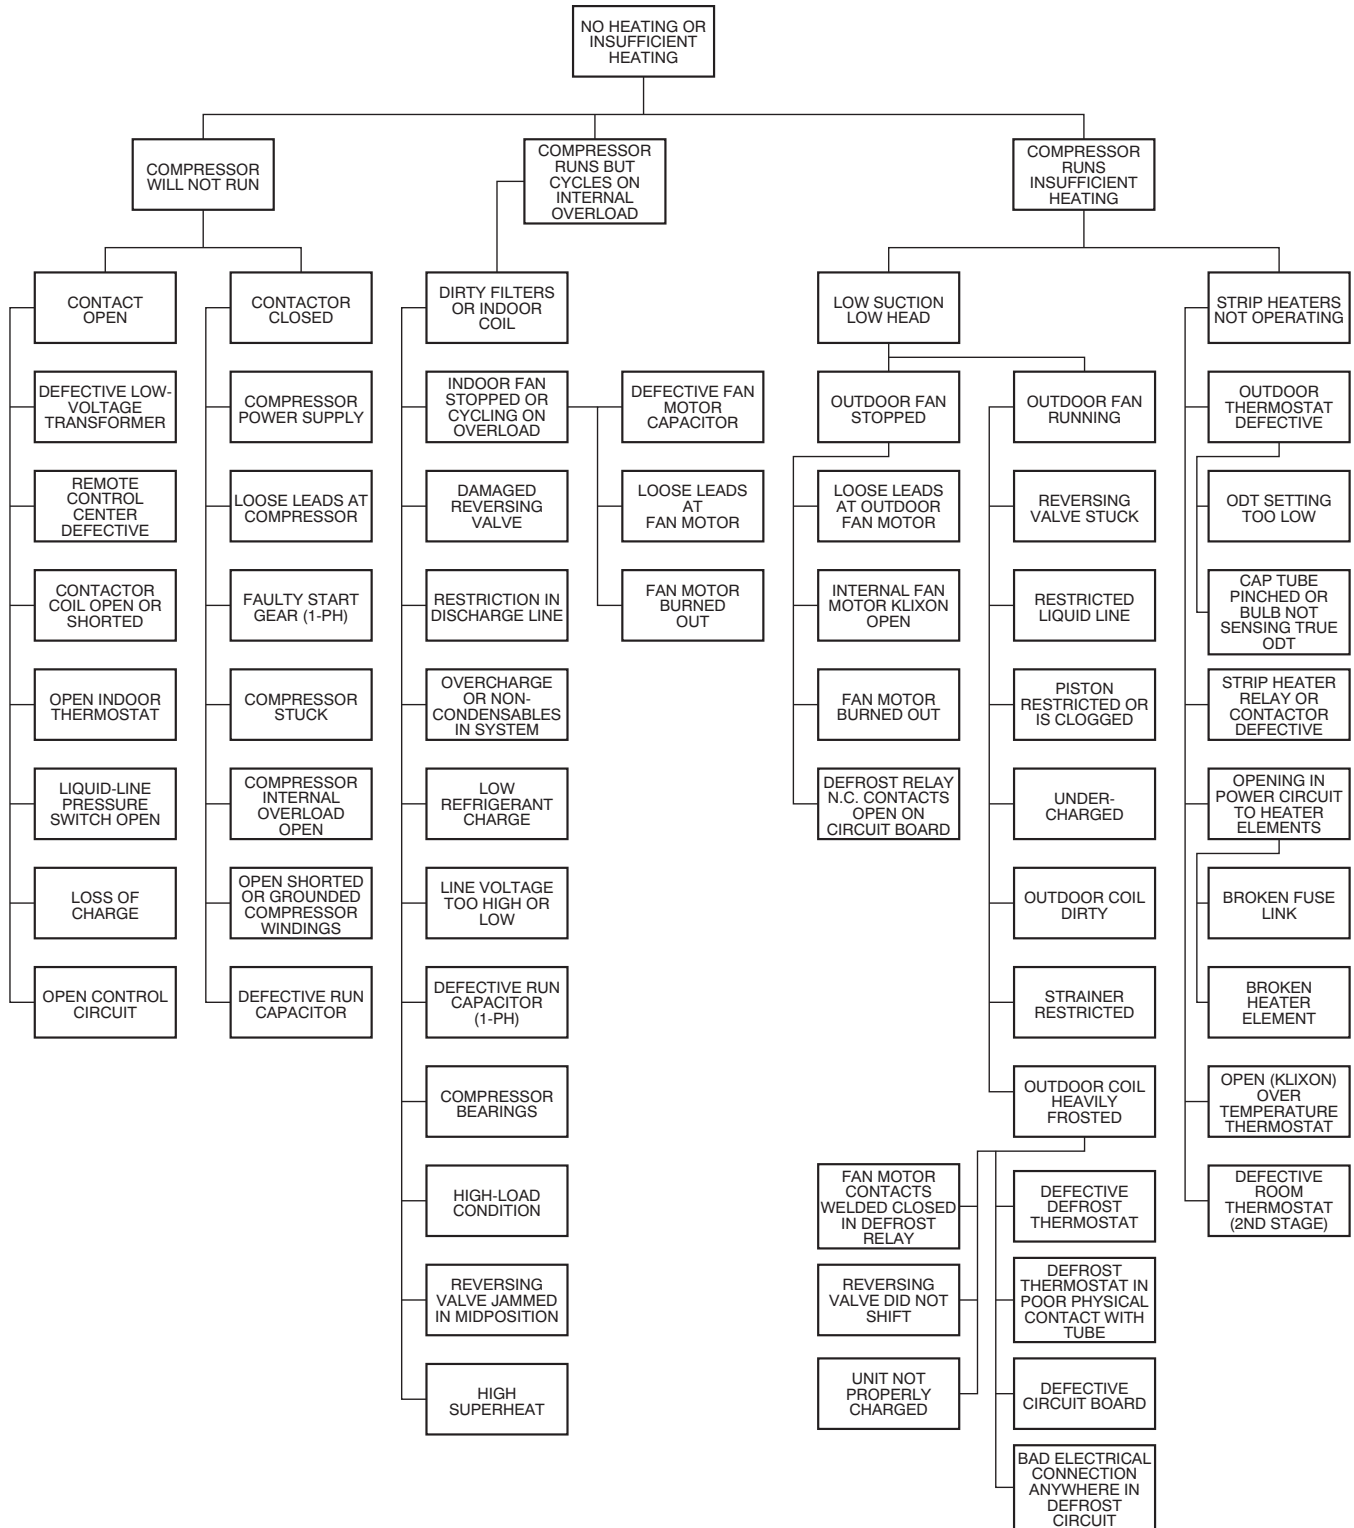 NO HEATING OR
INSUFFICIENT
HEATING
COMPRESSOR
WILL NOT RUN
COMPRESSOR
RUNS BUT
CYCLES ON
INTERNAL
OVERLOAD
COMPRESSOR
RUNS
INSUFFICIENT
HEATING
CONTACT
OPEN
DEFECTIVE LOW-
VOLTAGE
TRANSFORMER
REMOTE
CONTROL
CENTER
DEFECTIVE
CONTACTOR
COIL OPEN OR
SHORTED
OPEN INDOOR
THERMOSTAT
LIQUID-LINE
PRESSURE
SWITCH OPEN
LOSS OF
CHARGE
OPEN CONTROL
CIRCUIT
CONTACTOR
CLOSED
COMPRESSOR
POWER SUPPLY
LOOSE LEADS AT
COMPRESSOR
FAULTY START
GEAR (1-PH)
COMPRESSOR
STUCK
COMPRESSOR
INTERNAL
OVERLOAD
OPEN
OPEN SHORTED
OR GROUNDED
COMPRESSOR
WINDINGS
DEFECTIVE RUN
CAPACITOR
DIRTY FILTERS
OR INDOOR
COIL
INDOOR FAN
STOPPED OR
CYCLING ON
OVERLOAD
DAMAGED
REVERSING
VALVE
RESTRICTION IN
DISCHARGE LINE
OVERCHARGE
OR NON-
CONDENSABLES
IN SYSTEM
LOW
REFRIGERANT
CHARGE
LINE VOLTAGE
TOO HIGH OR
LOW
DEFECTIVE RUN
CAPACITOR
(1-PH)
COMPRESSOR
BEARINGS
HIGH-LOAD
CONDITION
REVERSING
VALVE JAMMED
IN MIDPOSITION
HIGH
SUPERHEAT
DEFECTIVE FAN
MOTOR
CAPACITOR
LOOSE LEADS
AT
FAN MOTOR
FAN MOTOR
BURNED
OUT
LOW SUCTION
LOW HEAD
OUTDOOR FAN
STOPPED
LOOSE LEADS
AT OUTDOOR
FAN MOTOR
INTERNAL FAN
MOTOR KLIXON
OPEN
FAN MOTOR
BURNED OUT
DEFROST RELAY
N.C. CONTACTS
OPEN ON
CIRCUIT BOARD
OUTDOOR FAN
RUNNING
REVERSING
VALVE STUCK
RESTRICTED
LIQUID LINE
PISTON
RESTRICTED OR
IS CLOGGED
UNDER-
CHARGED
OUTDOOR COIL
DIRTY
STRAINER
RESTRICTED
OUTDOOR COIL
HEAVILY
FROSTED
FAN MOTOR
CONTACTS
WELDED CLOSED
IN DEFROST
RELAY
REVERSING
VALVE DID NOT
SHIFT
UNIT NOT
PROPERLY
CHARGED
DEFECTIVE
DEFROST
THERMOSTAT
DEFROST
THERMOSTAT IN
POOR PHYSICAL
CONTACT WITH
TUBE
DEFECTIVE
CIRCUIT BOARD
BAD ELECTRICAL
CONNECTION
ANYWHERE IN
DEFROST
CIRCUIT
STRIP HEATERS
NOT OPERATING
OUTDOOR
THERMOSTAT
DEFECTIVE
ODT SETTING
TOO LOW
CAP TUBE
PINCHED OR
BULB NOT
SENSING TRUE
ODT
STRIP HEATER
RELAY OR
CONTACTOR
DEFECTIVE
OPENING IN
POWER CIRCUIT
TO HEATER
ELEMENTS
BROKEN FUSE
LINK
BROKEN
HEATER
ELEMENT
OPEN (KLIXON)
OVER
TEMPERATURE
THERMOSTAT
DEFECTIVE
ROOM
THERMOSTAT
(2ND STAGE)